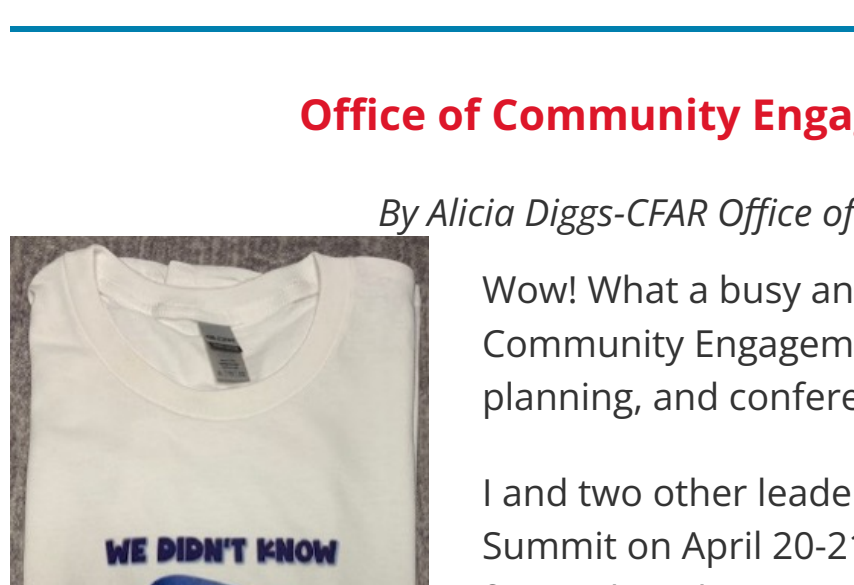 Office of Community Enga
By Alicia Diggs-CFAR Office of
Wow! What a busy an
Community Engagem
planning, and confere
I and two other leade
Summit on April 20-21
WE DIDN'T KNOW